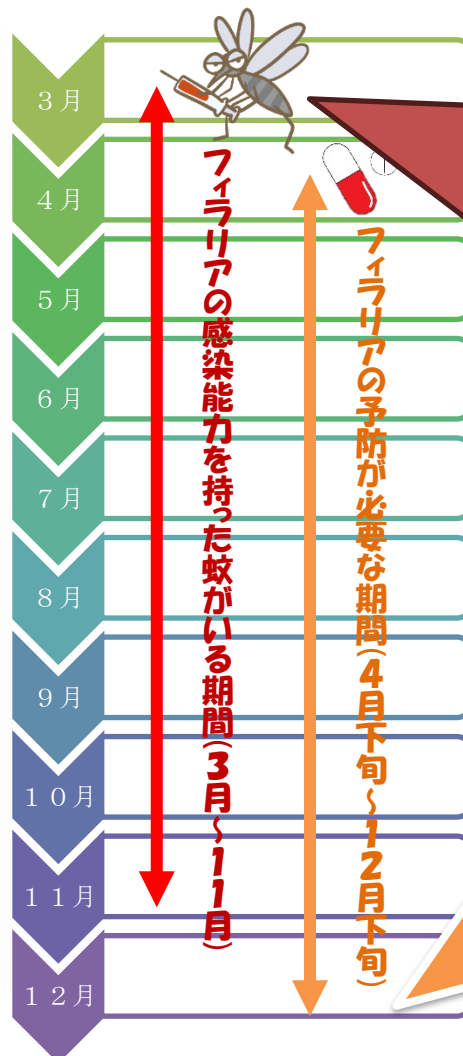 3月
4月
5月
6月
7月
8月
9月
10月
11月
12月
フィラリアの感染能力を持った蚊がいる期間(3月~11月)
フィラリアの予防が必要な期間(4月下旬~12月下旬)